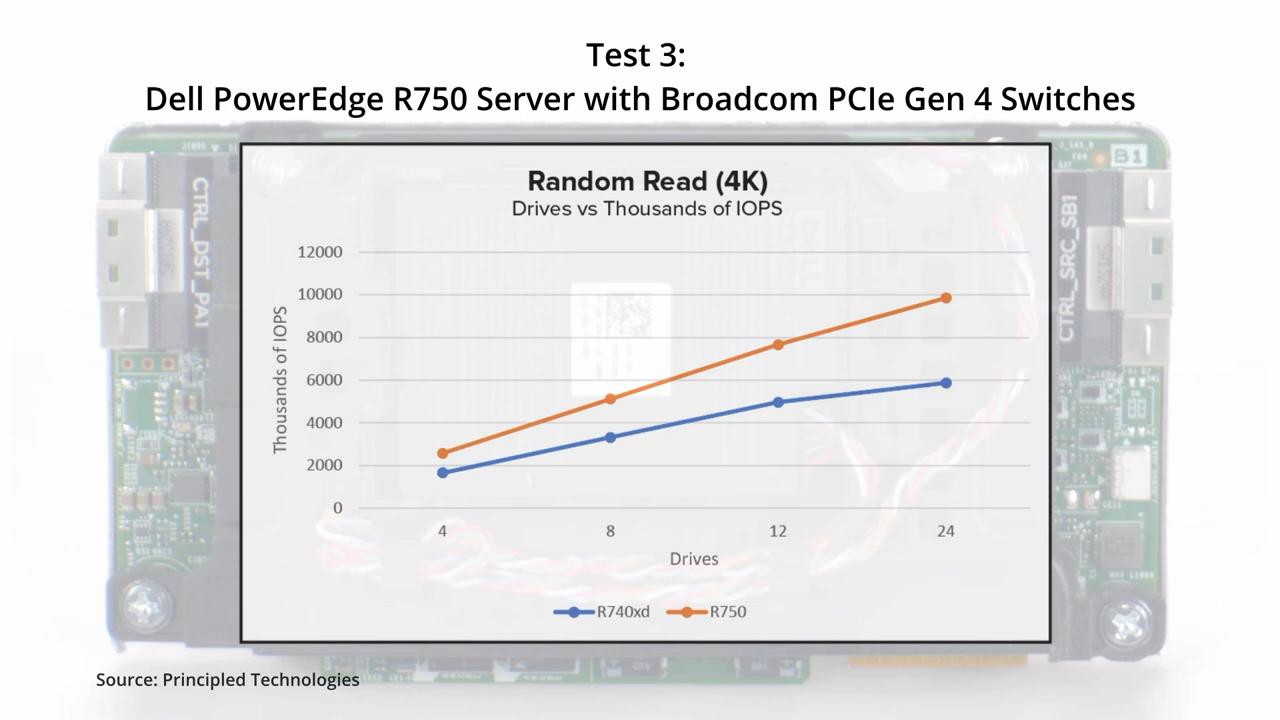 Test 3:
Dell PowerEdge R750 Server with Broadcom PCIe Gen 4 Switches
B1
CTRL_DST_PA1
CTRL_SRC_SB1
Random Read (4K)
Drives vs Thousands of IOPS
Thousands of IOPS
12000
10000
8000
6000
4000
2000
0
4 8 12 24
Drives
R740xd R750
Source: Principled Technologies